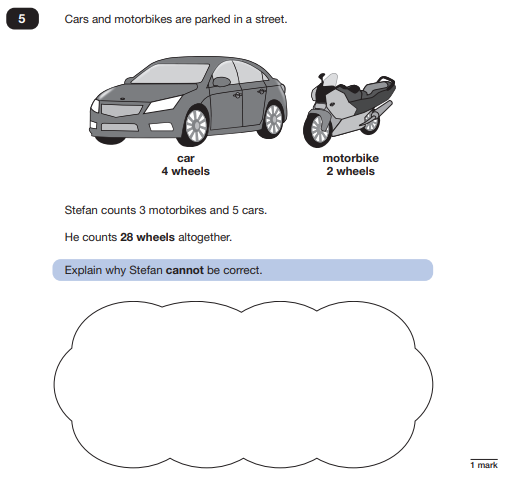 5
Cars and motorbikes are parked in a street.
car
4 wheels
motorbike
2 wheels
Stefan counts 3 motorbikes and 5 cars.
He counts 28 wheels altogether.
Explain why Stefan cannot be correct.
1 mark